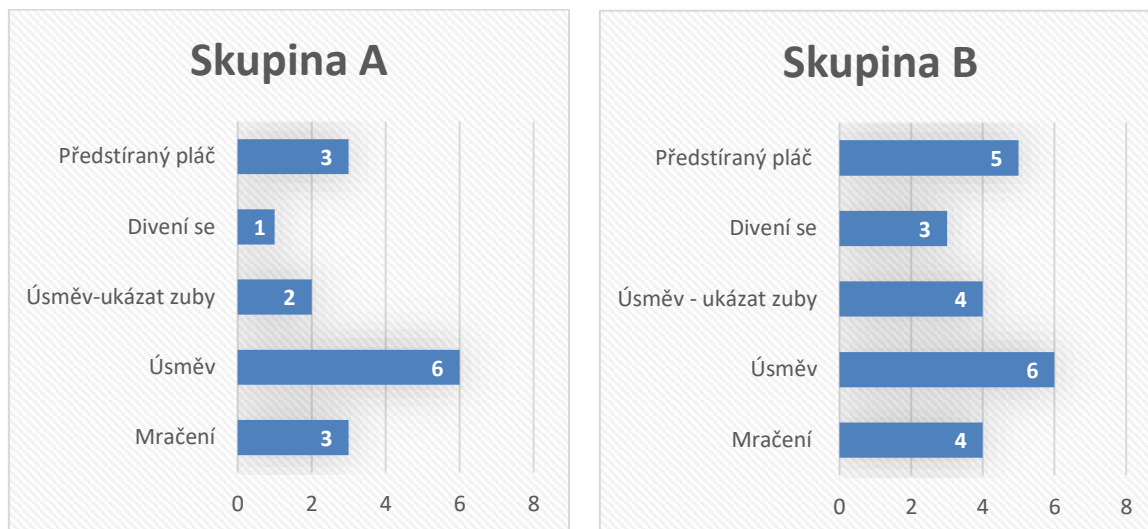 Skupina A
Předstíraný pláč
3
Divení se
1
Úsměv-ukázat zuby
2
Úsměv
6
Mračení
3
0 2 4 6 8
Skupina B
Předstíraný pláč
5
Divení se
3
Úsměv - ukázat zuby
4
Úsměv
6
Mračení
4
0 2 4 6 8